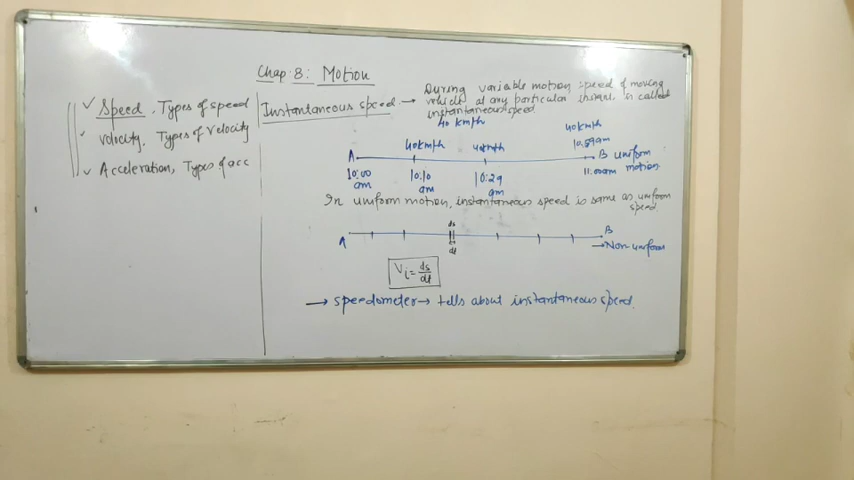 Chap. 8: Motion
✓ Speed. Types of speed
✓ Velocity, Types of Velocity
✓ Acceleration, Types of acc
Instantaneous speed → During variable motion speed of moving
vehicle at any particular is called
instantaneous speed
40 kmph
40kmph 40kmph 40kmph
10:59am
A B uniform
motion
10:00 am 10:10 am 10:29 am 11:00am
In uniform motion, instantaneous speed is same as uniform
speed
ds
A B
→ Non uniform
dt
Vi = ds/dt
→ speedometer → tells about instantaneous speed.